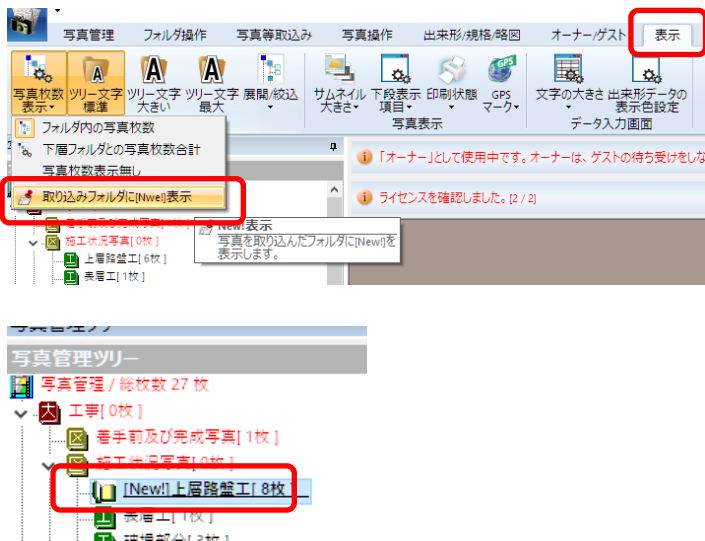 写真管理 フォルダ操作 写真等取込み 写真操作 出来形/規格/略図 オーナー/ゲスト 表示
写真枚数 ツリー文字 ツリー文字 ツリー文字 展開/絞込 サムネイル 下段表示 印刷状態 GPS 文字の大きさ 出来形データの
表示 標準 大きい 最大 大きさ 項目 マーク 表示色設定
写真表示 データ入力画面
フォルダ内の写真枚数
下層フォルダとの写真枚数合計
写真枚数表示無し
取り込みフォルダに[Nwe!]表示
「オーナー」として使用中です。オーナーは、ゲストの待ち受けをしな
ライセンスを確認しました。[2 / 2]
New!表示
写真を取り込んだフォルダに[New!]を
表示します。
施工状況写真[ 0枚 ]
上層路盤工[ 6枚 ]
表層工[ 1枚 ]
写真管理ツリー
写真管理 / 総枚数 27 枚
大 工事[ 0枚 ]
着手前及び完成写真[ 1枚 ]
施工状況写真[ 0枚 ]
[New!]上層路盤工[ 8枚 ]
表層工[ 1枚 ]